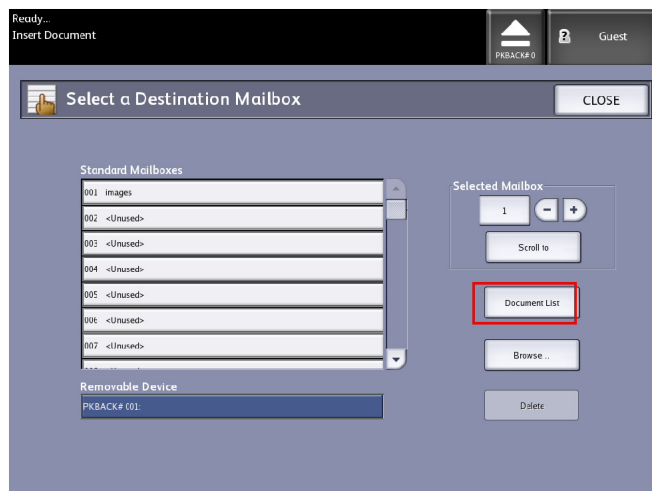 Ready...
Insert Document
PKBACK# 0
Guest
Select a Destination Mailbox
CLOSE
Standard Mailboxes
001 images
002 <Unused>
003 <Unused>
004 <Unused>
005 <Unused>
006 <Unused>
007 <Unused>
Selected Mailbox
1
Scroll to
Document List
Browse ..
Delete
Removable Device
PKBACK# 001: